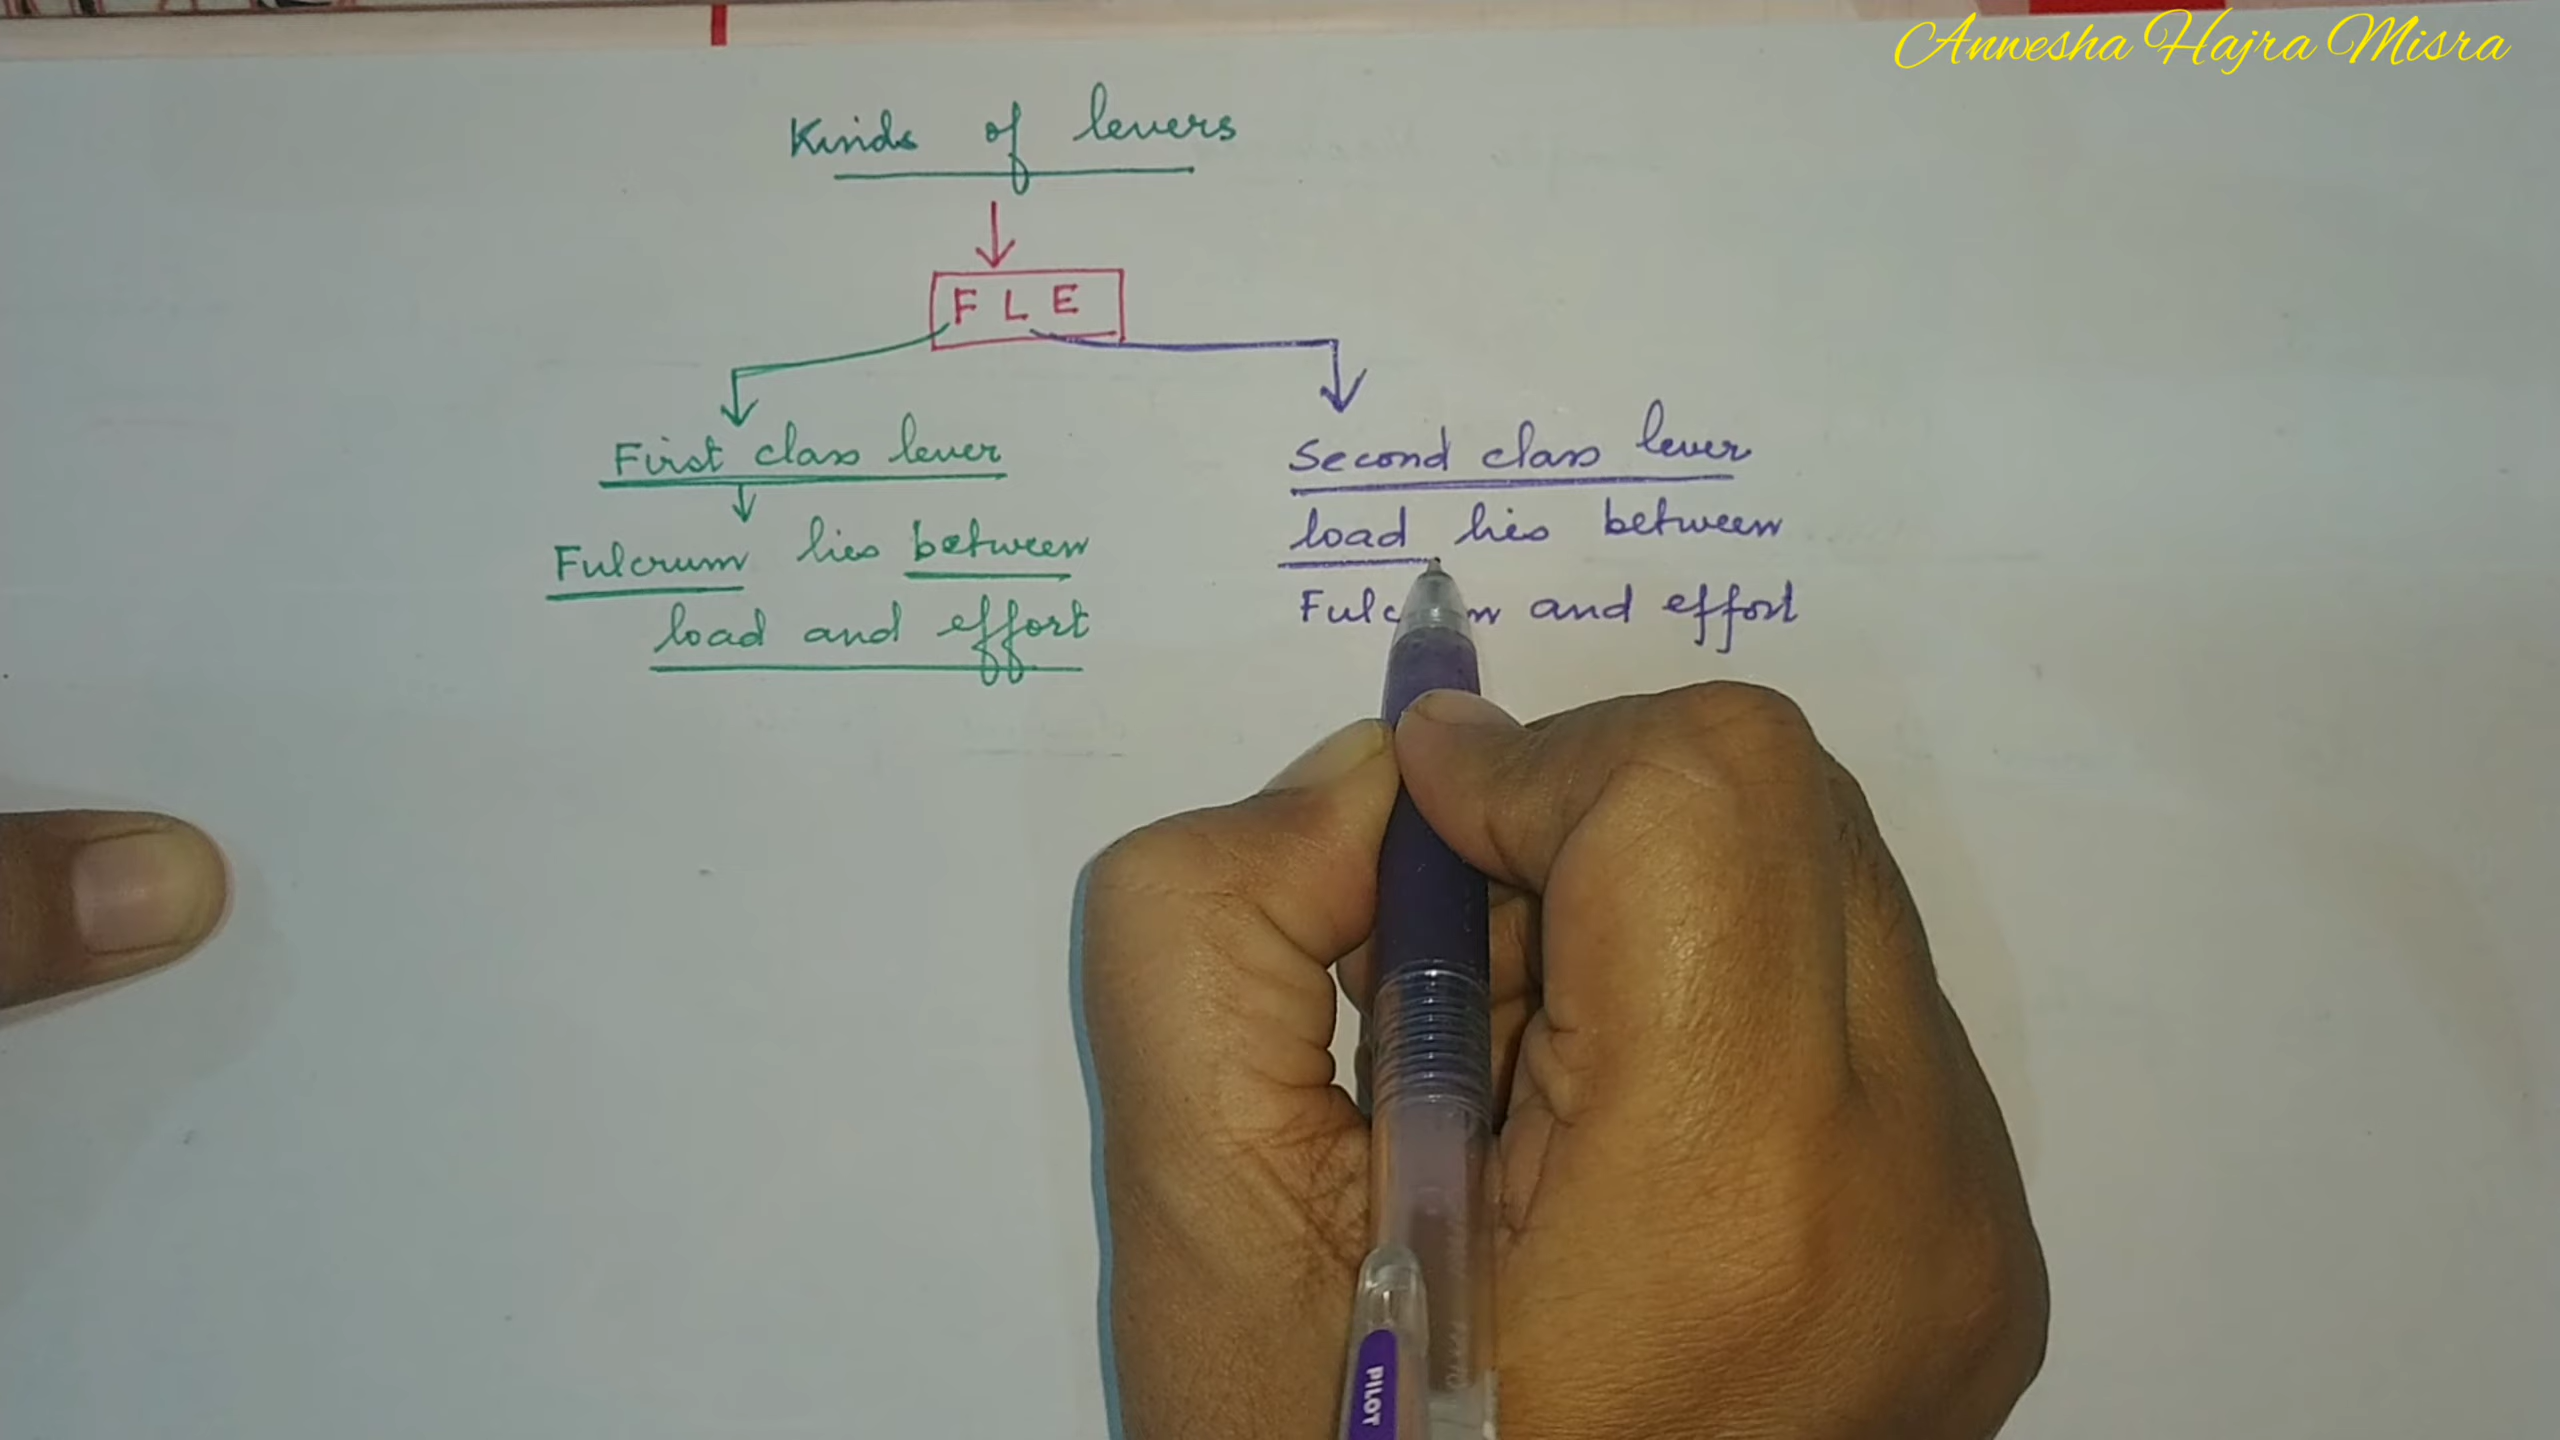 Anwesha Hajra Misra
Kinds of levers
F L E
First class lever
Fulcrum lies between
load and effort
Second class lever
load lies between
and effort
PILOT